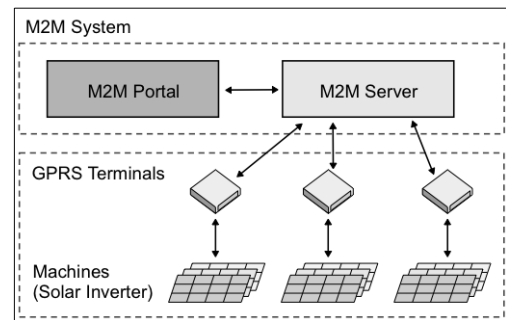 M2M System
M2M Portal
M2M Server
GPRS Terminals
Machines
(Solar Inverter)